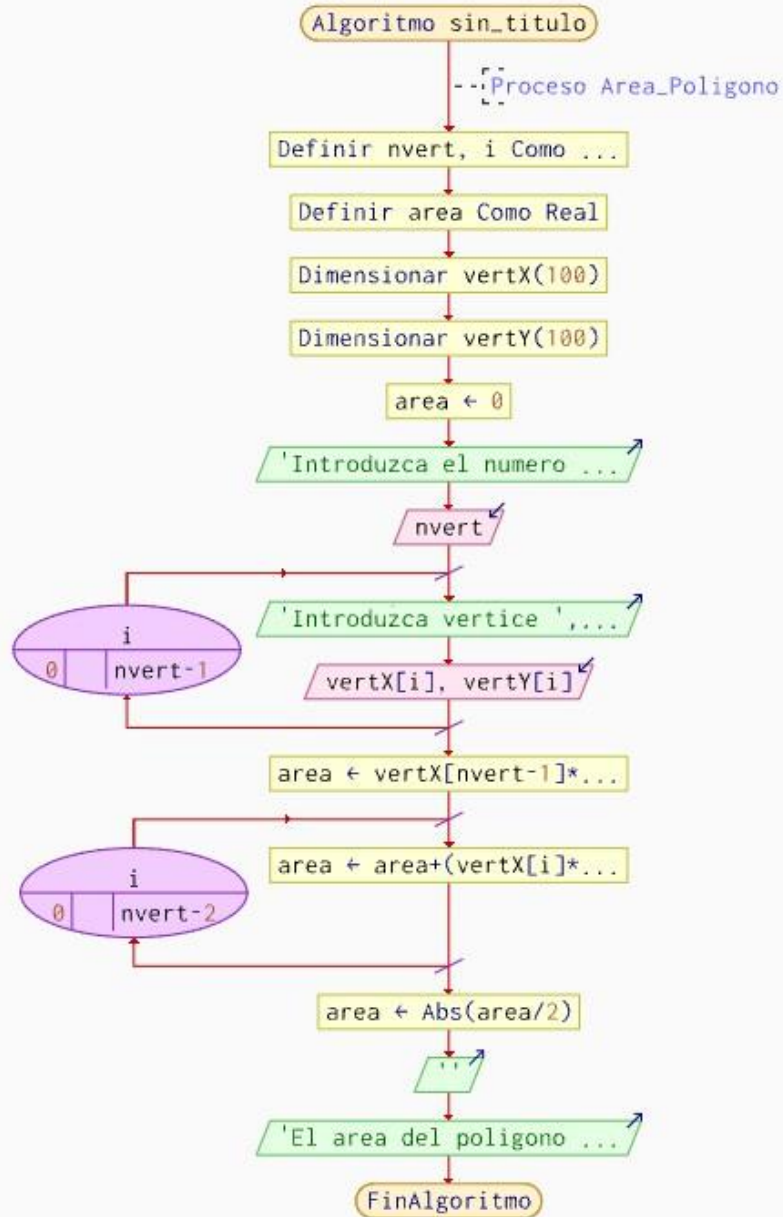 Algoritmo sin_titulo
Proceso Area_Poligono
Definir nvert, i Como ...
Definir area Como Real
Dimensionar vertX(100)
Dimensionar vertY(100)
area ← 0
'Introduzca el numero ...
nvert
i
0 nvert-1
'Introduzca vertice ',...
vertX[i], vertY[i]
area ← vertX[nvert-1]*...
i
0 nvert-2
area ← area+(vertX[i]*...
area ← Abs(area/2)
''
'El area del poligono ...
FinAlgoritmo